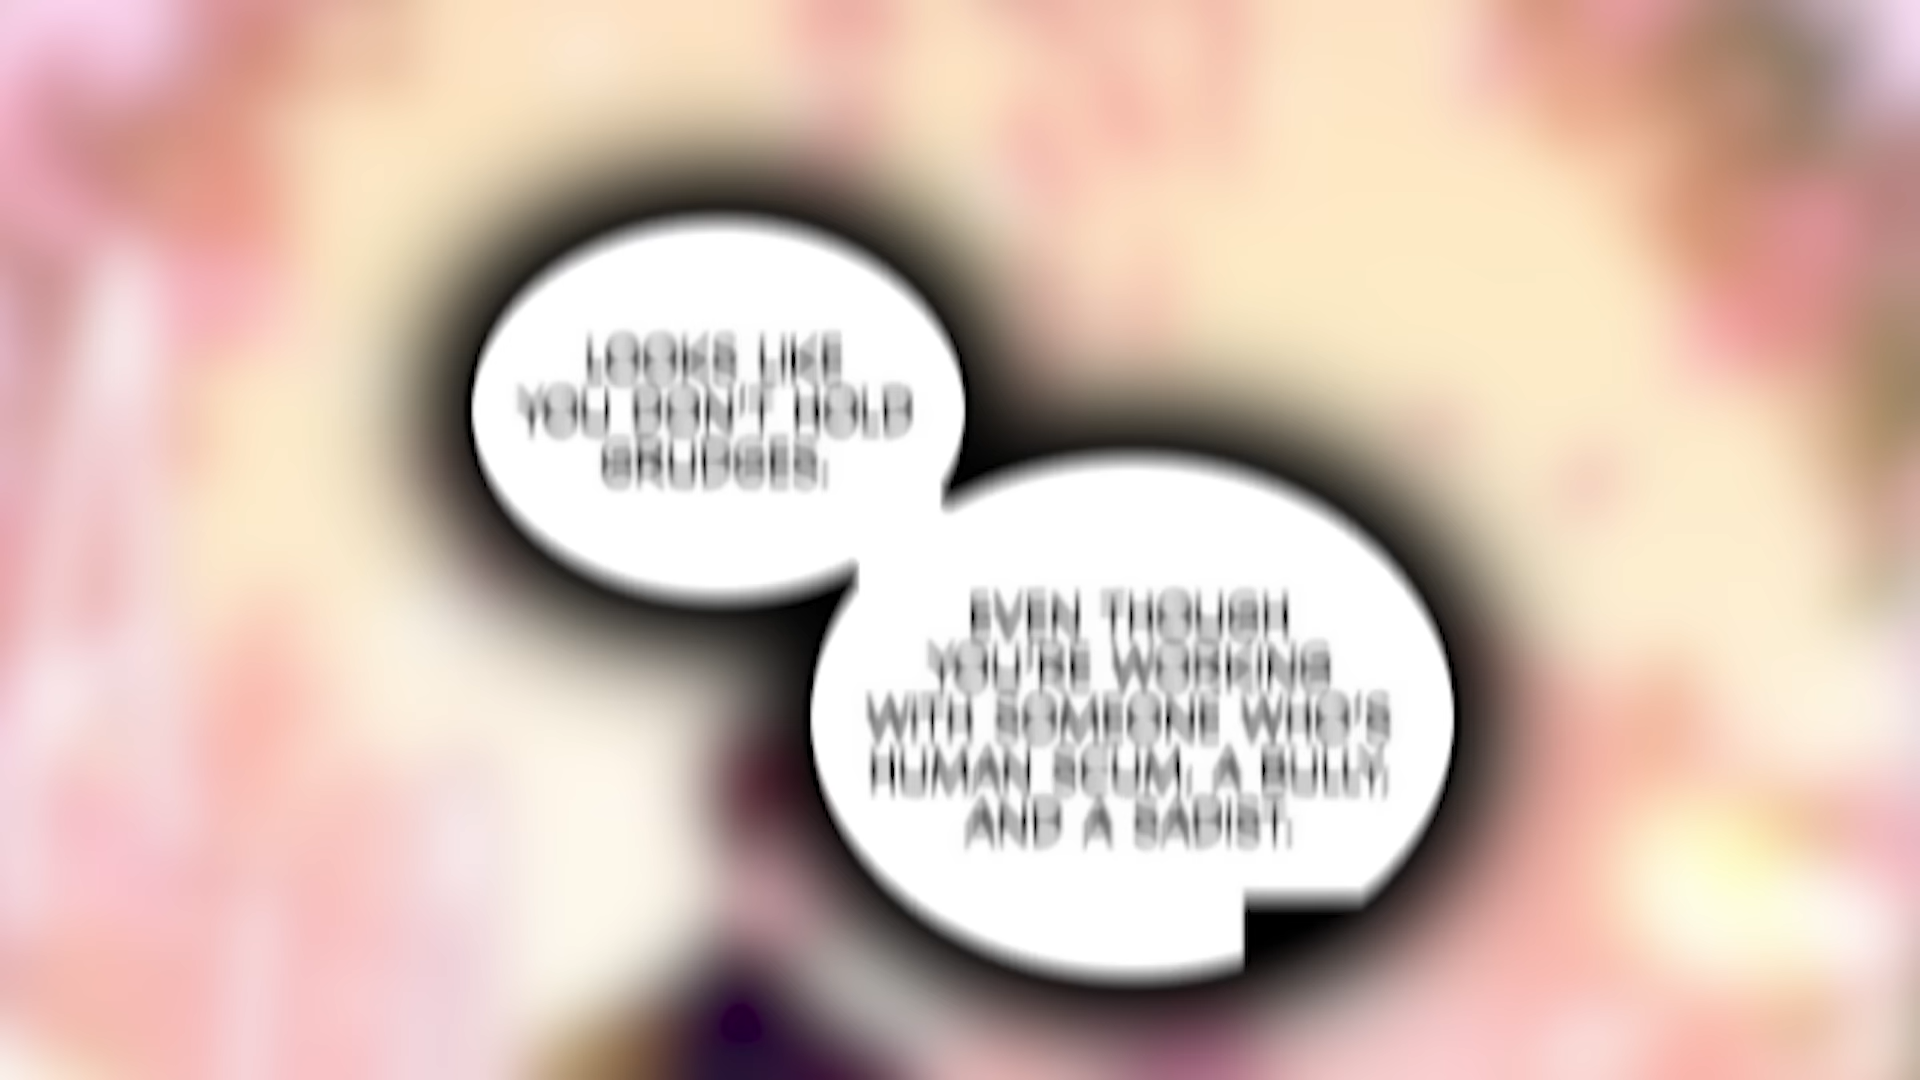 LOOKS LIKE
YOU DON'T HOLD
GRUDGES,
EVEN THOUGH
YOU'RE WORKING
WITH SOMEONE WHO'S
HUMAN SCUM, A BULLY,
AND A SADIST.